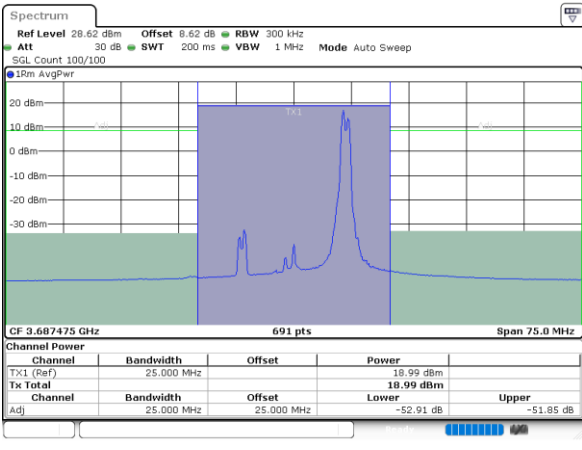 Spectrum
Ref Level 28.62 dBm Offset 8.62 dB RBW 300 kHz
Att 30 dB SWT 200 ms VBW 1 MHz Mode Auto Sweep
SGL Count 100/100
1Rm AvgPwr
20 dBm
TX1
10 dBm
Adj
Adj
0 dBm
-10 dBm
-20 dBm
-30 dBm
CF 3.687475 GHz 691 pts Span 75.0 MHz
Channel Power
Channel Bandwidth Offset Power
TX1 (Ref) 25.000 MHz 18.99 dBm
Tx Total 18.99 dBm
Channel Bandwidth Offset Lower Upper
Adj 25.000 MHz 25.000 MHz -52.91 dB -51.85 dB
Ready